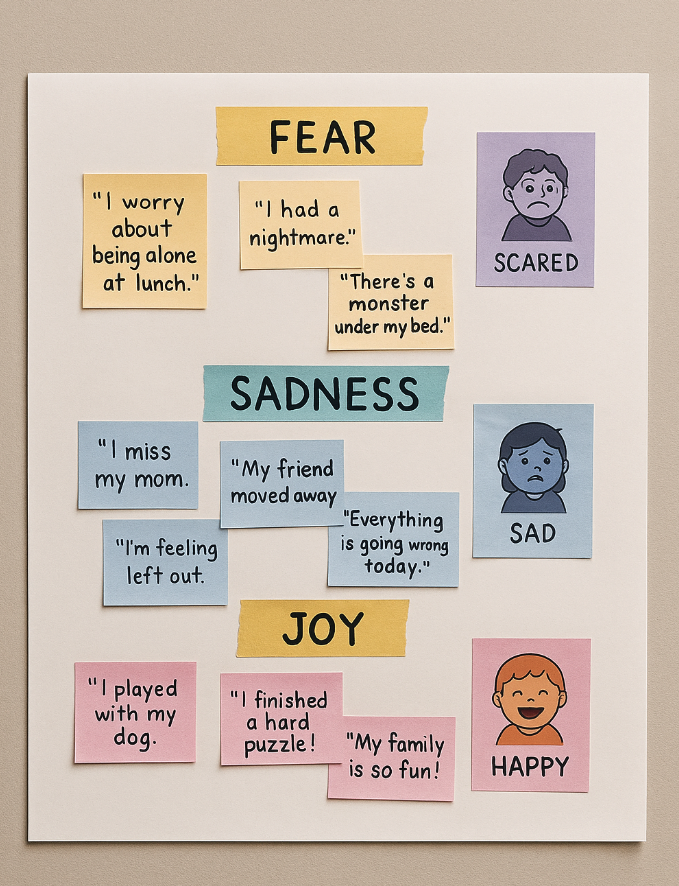 FEAR
"I worry
about
being alone
at lunch."
"I had a
nightmare."
"There's a
monster
under my bed."
SCARED
SADNESS
"I miss
my mom.
"My friend
moved away
"I'm feeling
left out.
"Everything
is going wrong
today."
SAD
JOY
"I played
with my
dog.
"I finished
a hard
puzzle!
"My family
is so fun!
HAPPY